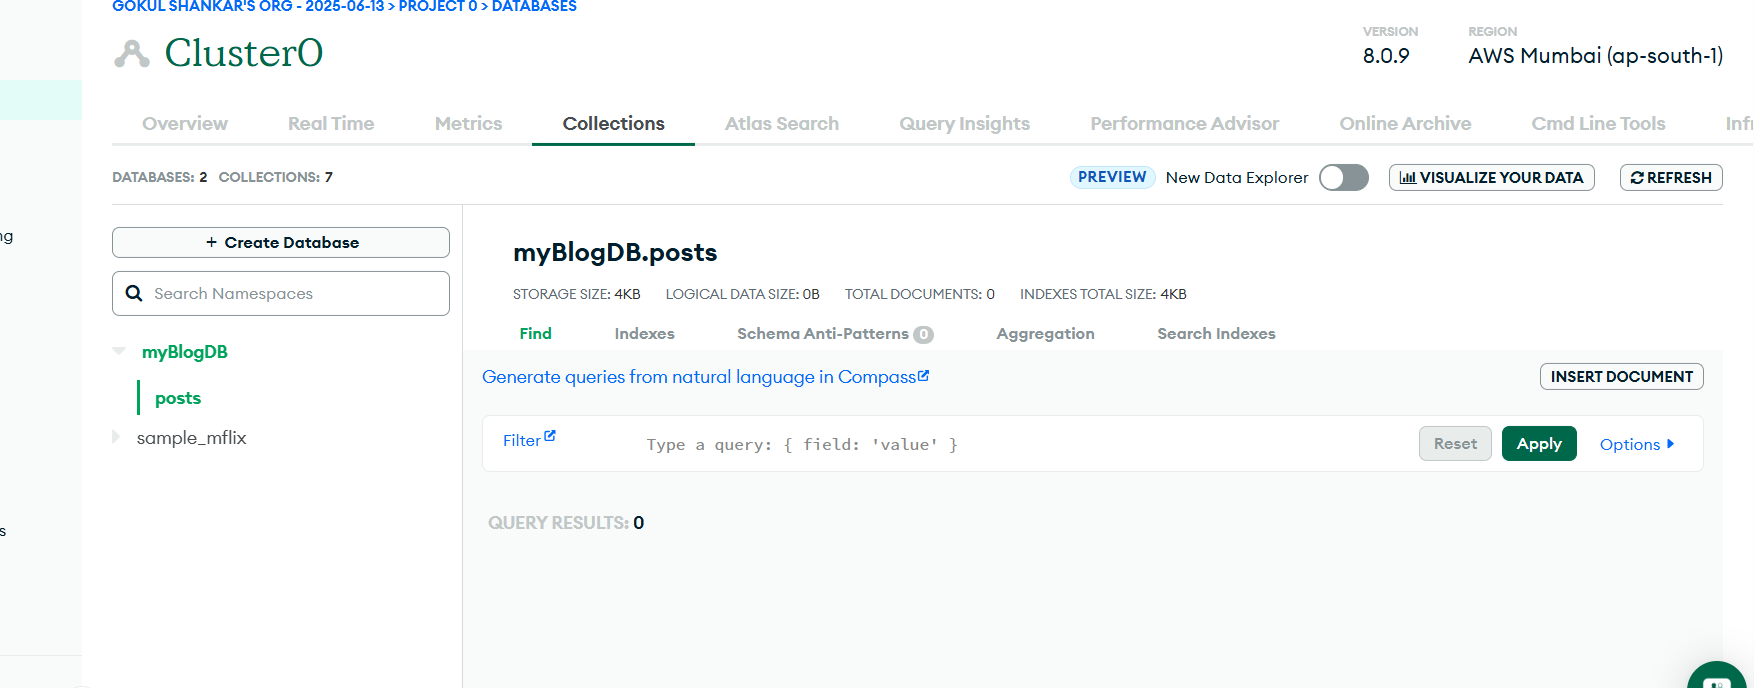 GOKUL SHANKAR'S ORG - 2025-06-13 > PROJECT 0 > DATABASES
Cluster0
VERSION
8.0.9
REGION
AWS Mumbai (ap-south-1)
Overview Real Time Metrics Collections Atlas Search Query Insights Performance Advisor Online Archive Cmd Line Tools
DATABASES: 2 COLLECTIONS: 7
PREVIEW New Data Explorer VISUALIZE YOUR DATA REFRESH
+ Create Database
Search Namespaces
myBlogDB
posts
sample_mflix
myBlogDB.posts
STORAGE SIZE: 4KB LOGICAL DATA SIZE: 0B TOTAL DOCUMENTS: 0 INDEXES TOTAL SIZE: 4KB
Find Indexes Schema Anti-Patterns 0 Aggregation Search Indexes
Generate queries from natural language in Compass
INSERT DOCUMENT
Filter Type a query: { field: 'value' } Reset Apply Options
QUERY RESULTS: 0